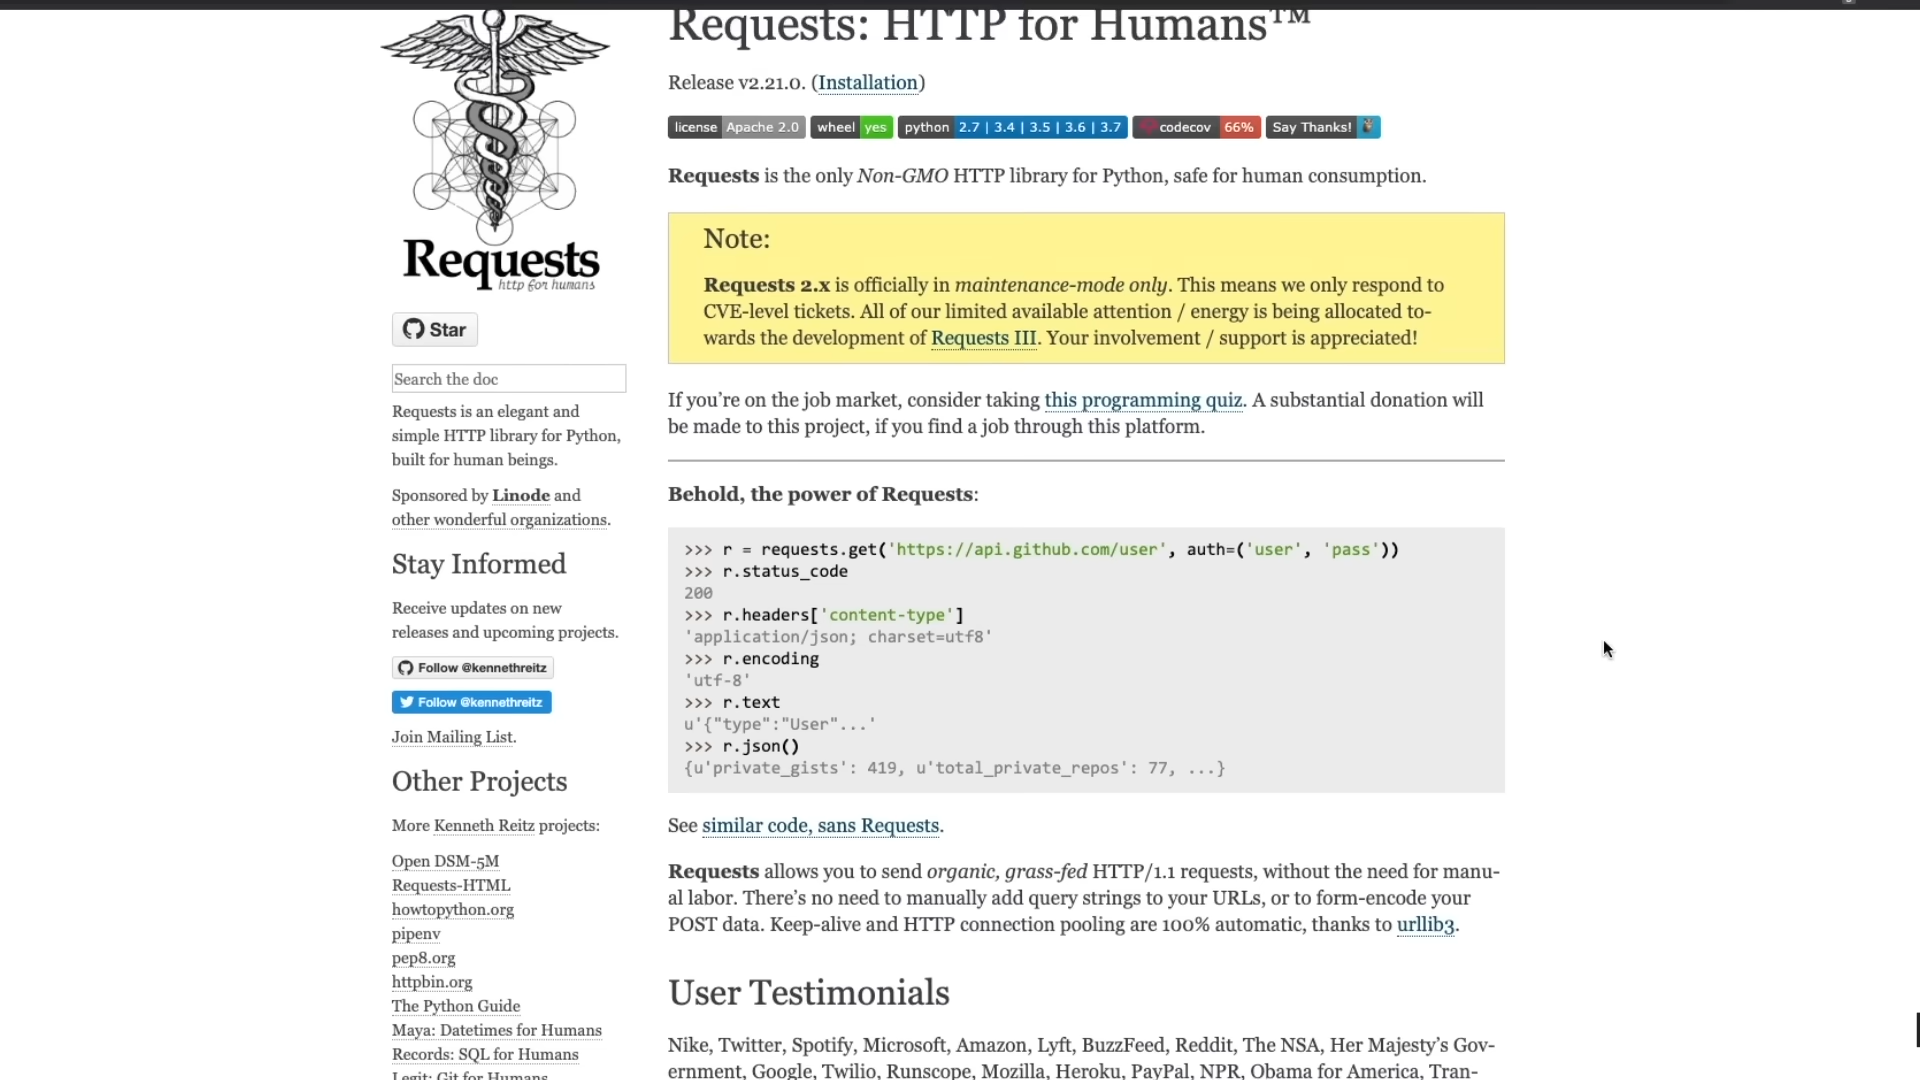 Requests
http for humans
Star
Search the doc
Requests is an elegant and
simple HTTP library for Python,
built for human beings.
Sponsored by Linode and
other wonderful organizations.
Stay Informed
Receive updates on new
releases and upcoming projects.
Follow @kennethreitz
Follow @kennethreitz
Join Mailing List.
Other Projects
More Kenneth Reitz projects:
Open DSM-5M
Requests-HTML
howtopython.org
pipenv
pep8.org
httpbin.org
The Python Guide
Maya: Datetimes for Humans
Records: SQL for Humans
Legit: Git for Humans
Requests: HTTP for Humans™
Release v2.21.0. (Installation)
license Apache 2.0 wheel yes python 2.7 | 3.4 | 3.5 | 3.6 | 3.7 codecov 66% Say Thanks!
Requests is the only Non-GMO HTTP library for Python, safe for human consumption.
Note:
Requests 2.x is officially in maintenance-mode only. This means we only respond to
CVE-level tickets. All of our limited available attention / energy is being allocated to-
wards the development of Requests III. Your involvement / support is appreciated!
If you’re on the job market, consider taking this programming quiz. A substantial donation will
be made to this project, if you find a job through this platform.
Behold, the power of Requests:
>>> r = requests.get('https://api.github.com/user', auth=('user', 'pass'))
>>> r.status_code
200
>>> r.headers['content-type']
'application/json; charset=utf8'
>>> r.encoding
'utf-8'
>>> r.text
u'{"type":"User"...'
>>> r.json()
{u'private_gists': 419, u'total_private_repos': 77, ...}
See similar code, sans Requests.
Requests allows you to send organic, grass-fed HTTP/1.1 requests, without the need for manu-
al labor. There’s no need to manually add query strings to your URLs, or to form-encode your
POST data. Keep-alive and HTTP connection pooling are 100% automatic, thanks to urllib3.
User Testimonials
Nike, Twitter, Spotify, Microsoft, Amazon, Lyft, BuzzFeed, Reddit, The NSA, Her Majesty’s Gov-
ernment, Google, Twilio, Runscope, Mozilla, Heroku, PayPal, NPR, Obama for America, Tran-